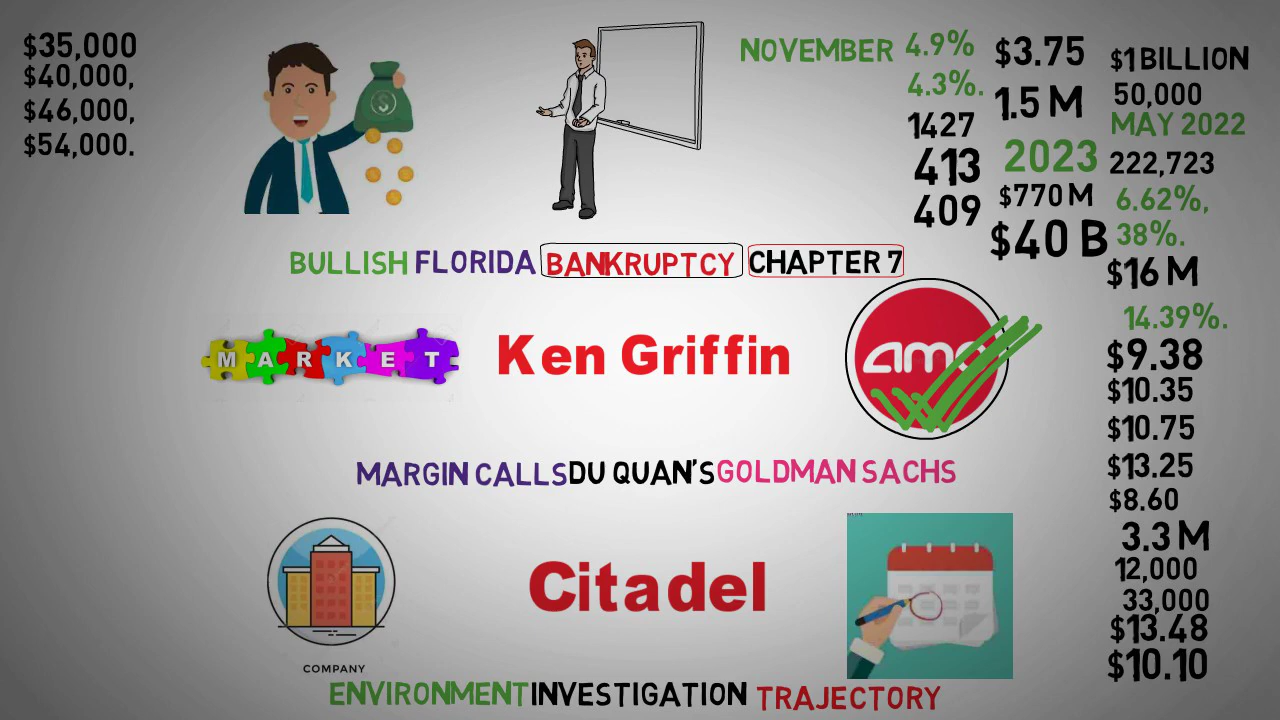 $35,000
$40,000,
$46,000,
$54,000.
$
NOVEMBER
4.9%
4.3%.
1427
413
409
$3.75
1.5 M
2023
$770 M
$40 B
$1 BILLION
50,000
MAY 2022
222,723
6.62%,
38%.
$16 M
14.39%.
$9.38
$10.35
$10.75
$13.25
$8.60
3.3 M
12,000
33,000
$13.48
$10.10
BULLISH FLORIDA BANKRUPTCY CHAPTER 7
MARKET
Ken Griffin
amc
MARGIN CALLS DU QUAN'S GOLDMAN SACHS
Citadel
COMPANY
ENVIRONMENT INVESTIGATION TRAJECTORY